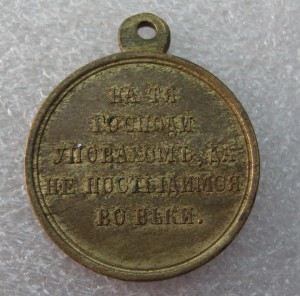 НА ТЯ
ГОСПОДИ
УПОВАХОМЪ, ДА
НЕ ПОСТЫДИМСЯ
ВО ВѢКИ.